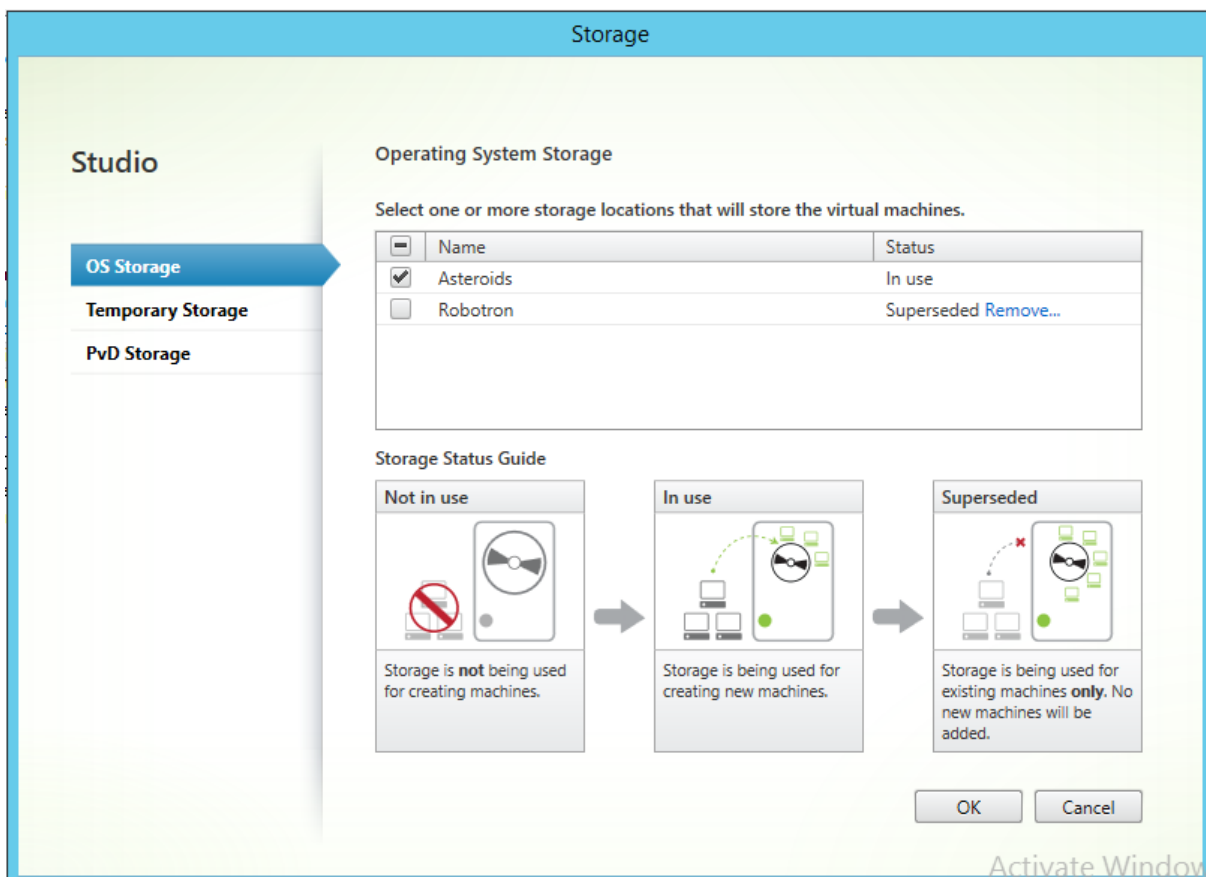 Storage
Studio
OS Storage
Temporary Storage
PvD Storage
Operating System Storage
Select one or more storage locations that will store the virtual machines.
Name Status
Asteroids In use
Robotron Superseded Remove...
Storage Status Guide
Not in use
Storage is not being used
for creating machines.
In use
Storage is being used for
creating new machines.
Superseded
Storage is being used for
existing machines only. No
new machines will be
added.
OK Cancel
Activate Window